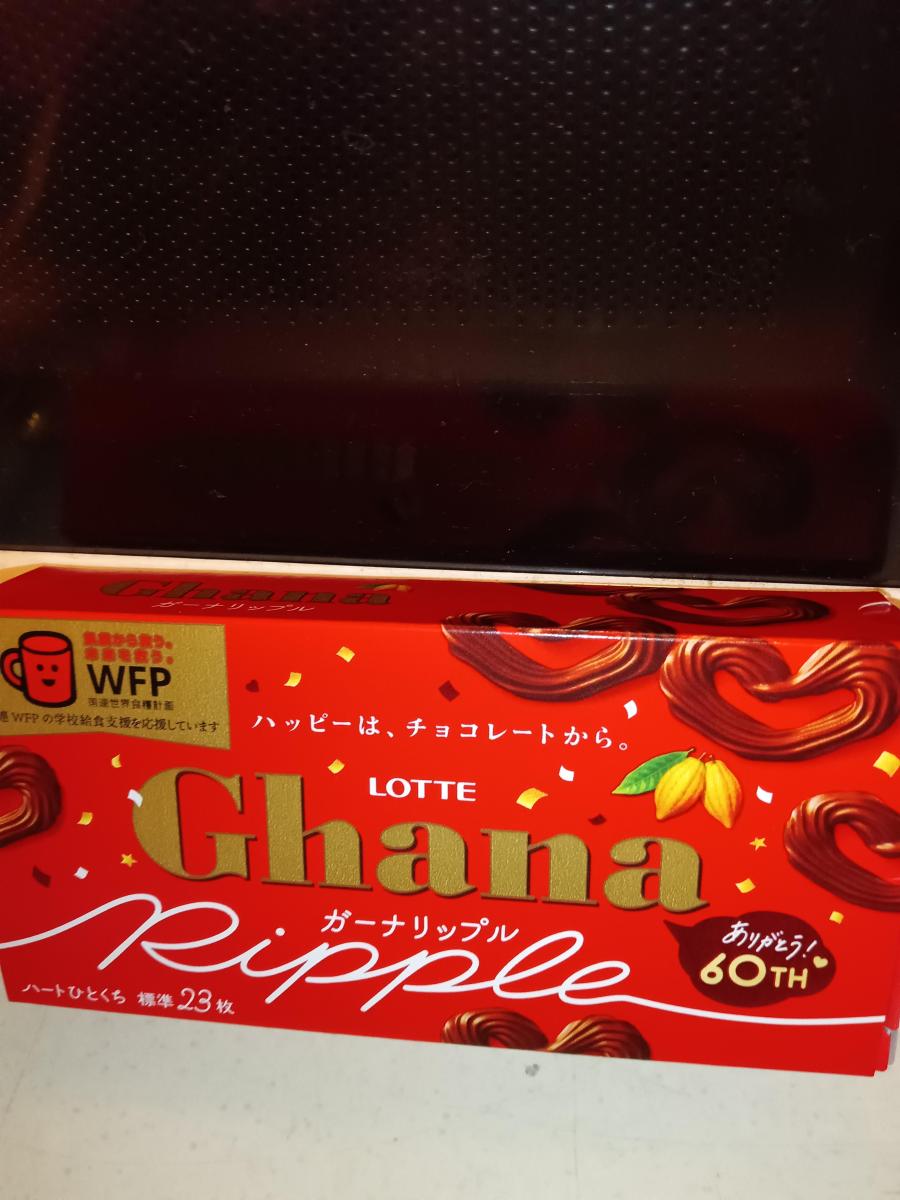 Ghana
ガーナリップル
WFP
国連世界食糧計画
WFPの学校給食支援を応援しています
ハッピーは、チョコレートから。
LOTTE
Ghana
ガーナリップル
Ripple
ありがとう!
60TH
ハートひとくち 標準23枚